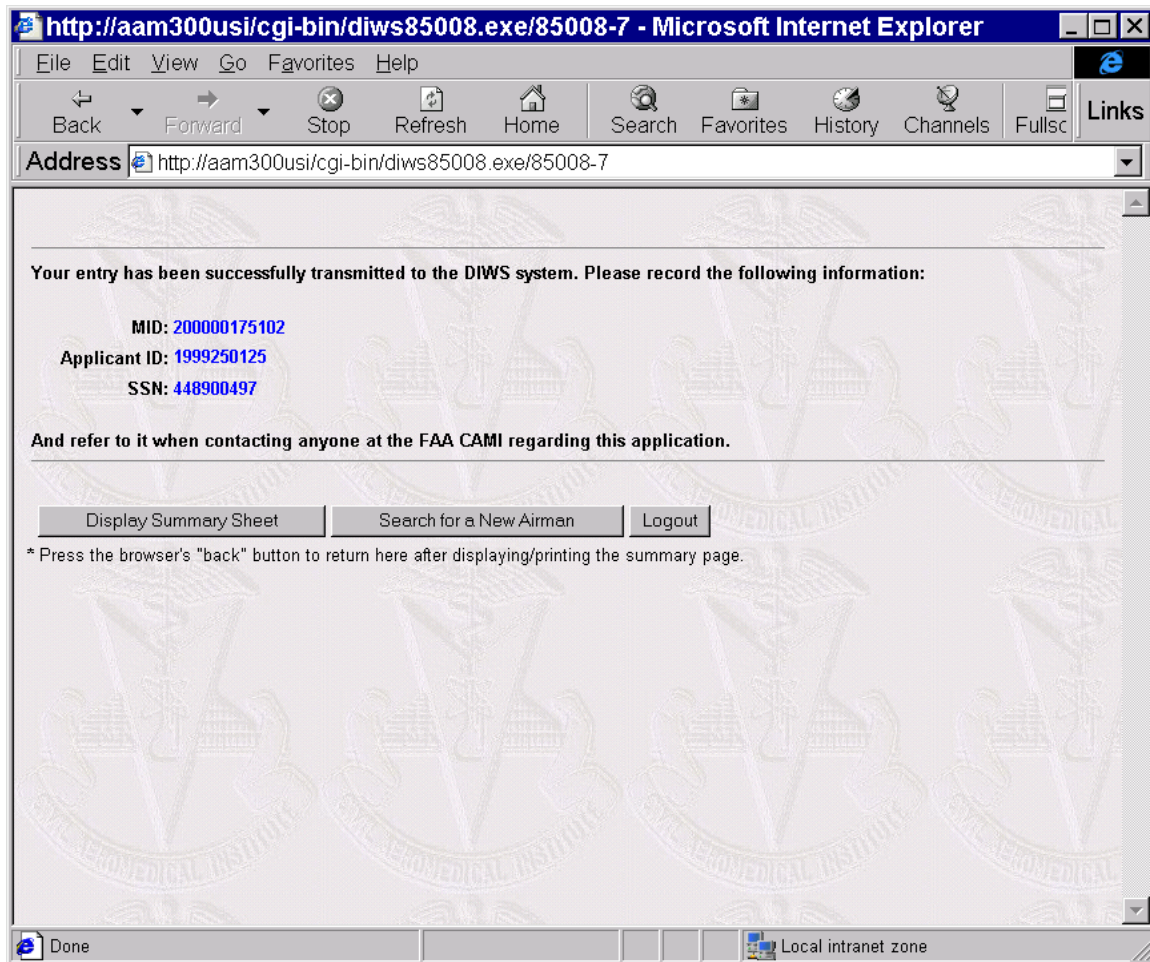 http://aam300usi/cgi-bin/diws85008.exe/85008-7 - Microsoft Internet Explorer
File Edit View Go Favorites Help
Back Forward Stop Refresh Home Search Favorites History Channels Fullsc Links
Address http://aam300usi/cgi-bin/diws85008.exe/85008-7
Your entry has been successfully transmitted to the DIWS system. Please record the following information:
MID: 200000175102
Applicant ID: 1999250125
SSN: 448900497
And refer to it when contacting anyone at the FAA CAMI regarding this application.
Display Summary Sheet Search for a New Airman Logout
* Press the browser's "back" button to return here after displaying/printing the summary page.
CIVIL AEROMEDICAL INSTITUTE
Done Local intranet zone